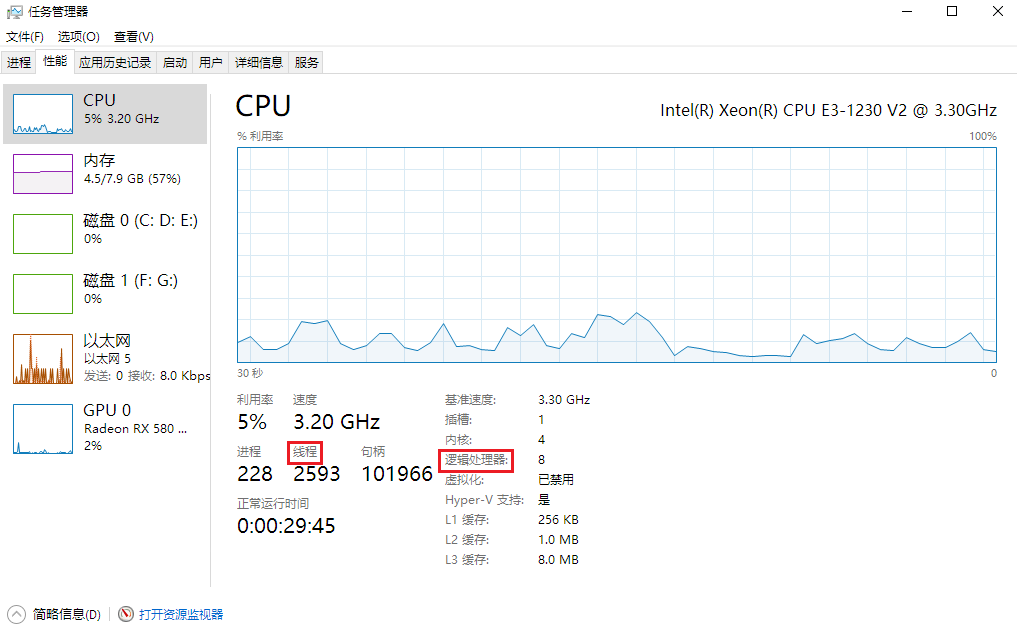 任务管理器
文件(F) 选项(O) 查看(V)
进程 性能 应用历史记录 启动 用户 详细信息 服务
CPU
5% 3.20 GHz
内存
4.5/7.9 GB (57%)
磁盘 0 (C: D: E:)
0%
磁盘 1 (F: G:)
0%
以太网
以太网 5
发送: 0 接收: 8.0 Kbps
GPU 0
Radeon RX 580 ...
2%
CPU
Intel(R) Xeon(R) CPU E3-1230 V2 @ 3.30GHz
% 利用率 100%
30 秒 0
利用率 速度
5% 3.20 GHz
进程 线程 句柄
228 2593 101966
正常运行时间
0:00:29:45
基准速度: 3.30 GHz
插槽: 1
内核: 4
逻辑处理器: 8
虚拟化: 已禁用
Hyper-V 支持: 是
L1 缓存: 256 KB
L2 缓存: 1.0 MB
L3 缓存: 8.0 MB
简略信息(D) 打开资源监视器